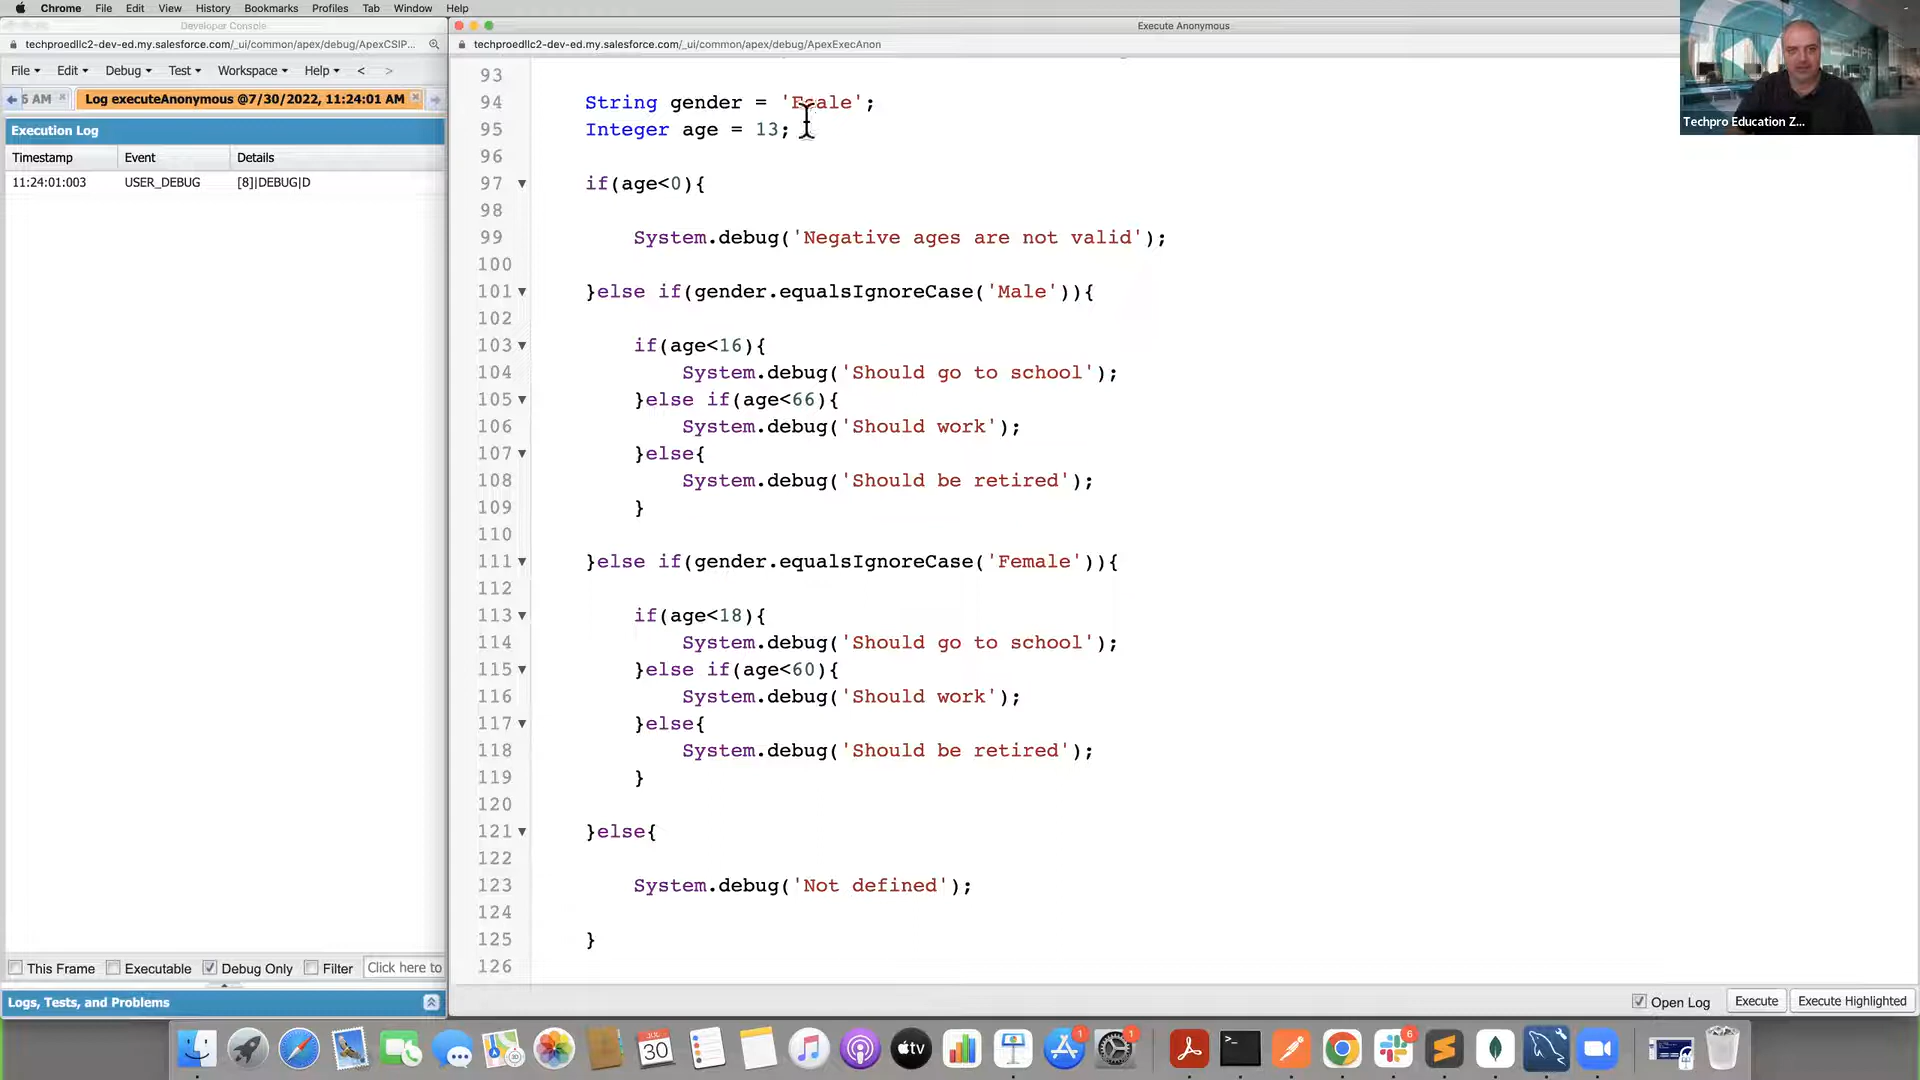 Chrome File Edit View History Bookmarks Profiles Tab Window Help
Developer Console
techproedllc2-dev-ed.my.salesforce.com/_ui/common/apex/debug/ApexCSIP...
File Edit Debug Test Workspace Help < >
5 AM
Log executeAnonymous @7/30/2022, 11:24:01 AM
Execution Log
Timestamp Event Details
11:24:01:003 USER_DEBUG [8]|DEBUG|D
This Frame Executable Debug Only Filter Click here to
Logs, Tests, and Problems
Execute Anonymous
techproedllc2-dev-ed.my.salesforce.com/_ui/common/apex/debug/ApexExecAnon
93
94 String gender = 'Feale';
95 Integer age = 13;
96
97 if(age<0){
98
99 System.debug('Negative ages are not valid');
100
101 }else if(gender.equalsIgnoreCase('Male')){
102
103 if(age<16){
104 System.debug('Should go to school');
105 }else if(age<66){
106 System.debug('Should work');
107 }else{
108 System.debug('Should be retired');
109 }
110
111 }else if(gender.equalsIgnoreCase('Female')){
112
113 if(age<18){
114 System.debug('Should go to school');
115 }else if(age<60){
116 System.debug('Should work');
117 }else{
118 System.debug('Should be retired');
119 }
120
121 }else{
122
123 System.debug('Not defined');
124
125 }
126
Open Log Execute Execute Highlighted
Techpro Education Z...
JUL
30
tv
1
1
6